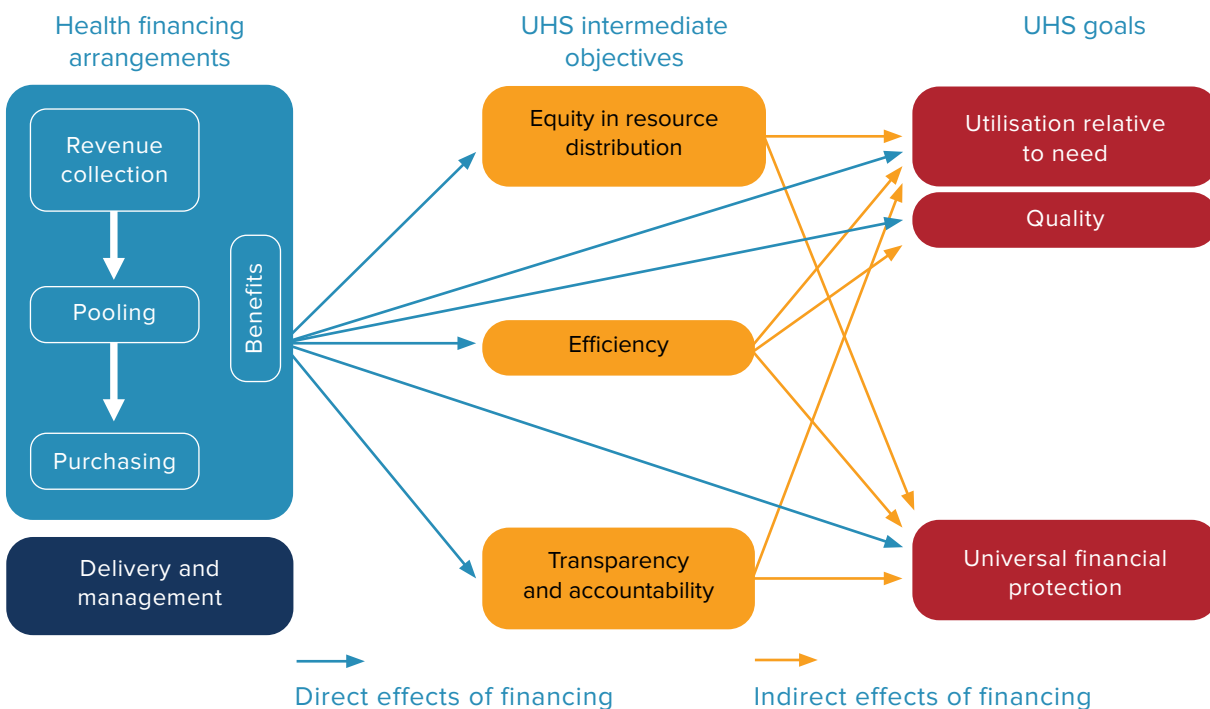 Health financing
arrangements
UHS intermediate
objectives
UHS goals
Revenue
collection
Pooling
Purchasing
Benefits
Delivery and
management
Equity in resource
distribution
Efficiency
Transparency
and accountability
Utilisation relative
to need
Quality
Universal financial
protection
Direct effects of financing
Indirect effects of financing